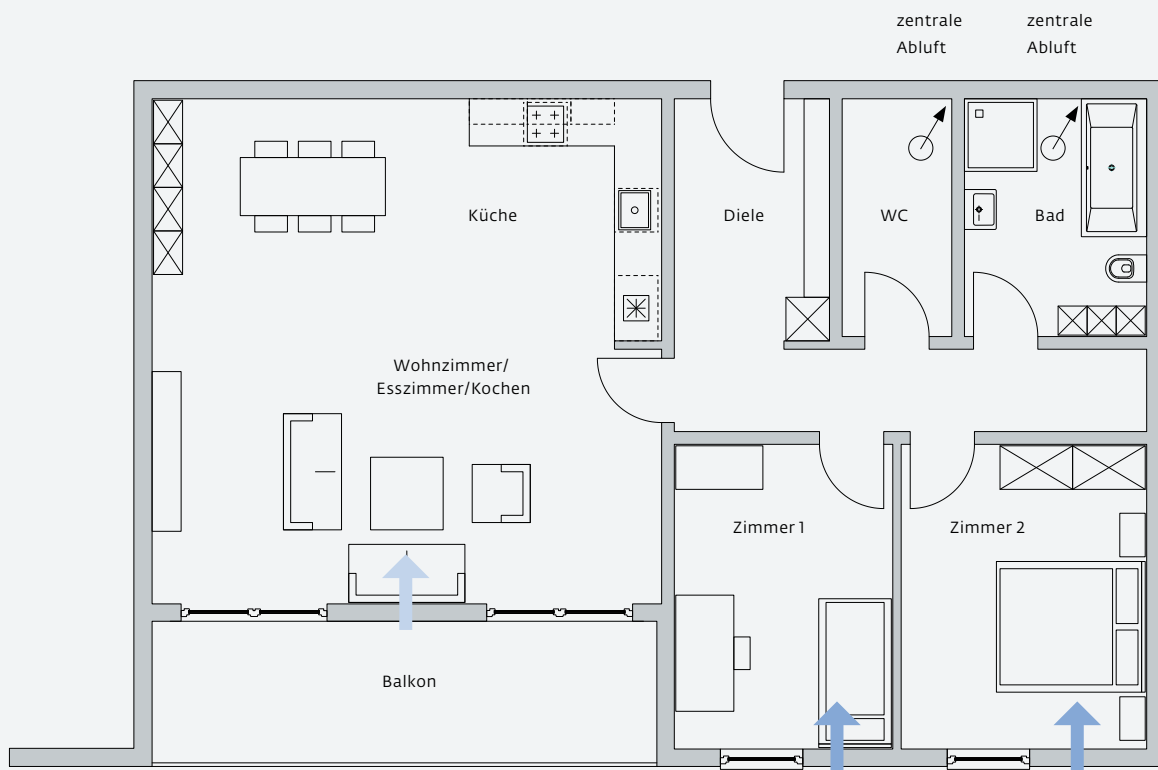 zentrale
Abluft
zentrale
Abluft
Küche
Diele
WC
Bad
Wohnzimmer/
Esszimmer/Kochen
Zimmer 1
Zimmer 2
Balkon